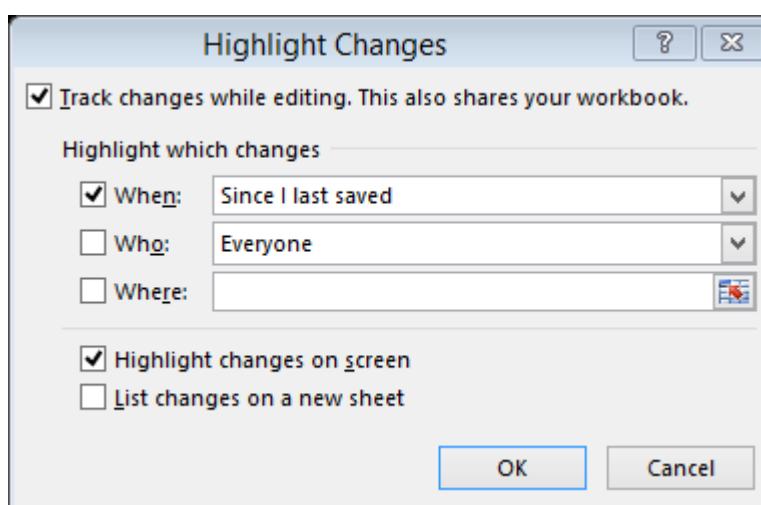 Highlight Changes
Track changes while editing. This also shares your workbook.
Highlight which changes
When: Since I last saved
Who: Everyone
Where:
Highlight changes on screen
List changes on a new sheet
OK Cancel